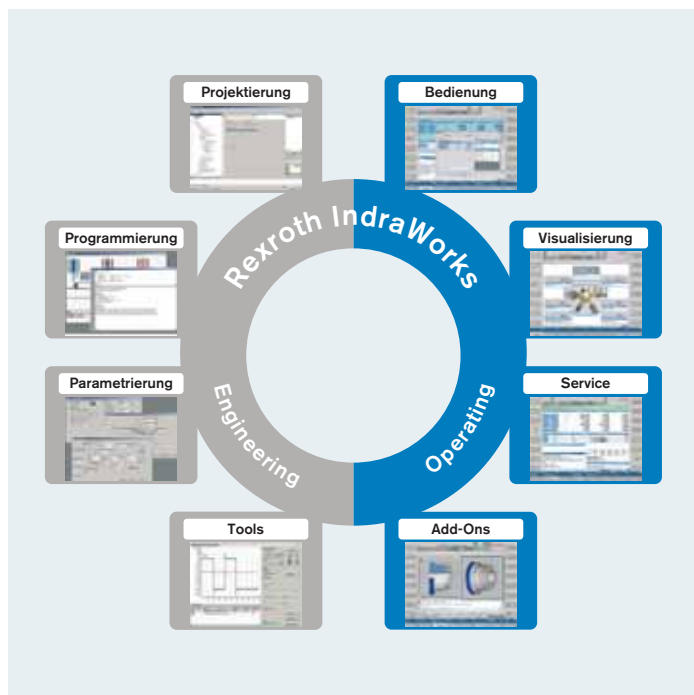 Projektierung
Bedienung
Programmierung
Rexroth IndraWorks
Visualisierung
Parametrierung
Engineering
Operating
Service
Tools
Add-Ons